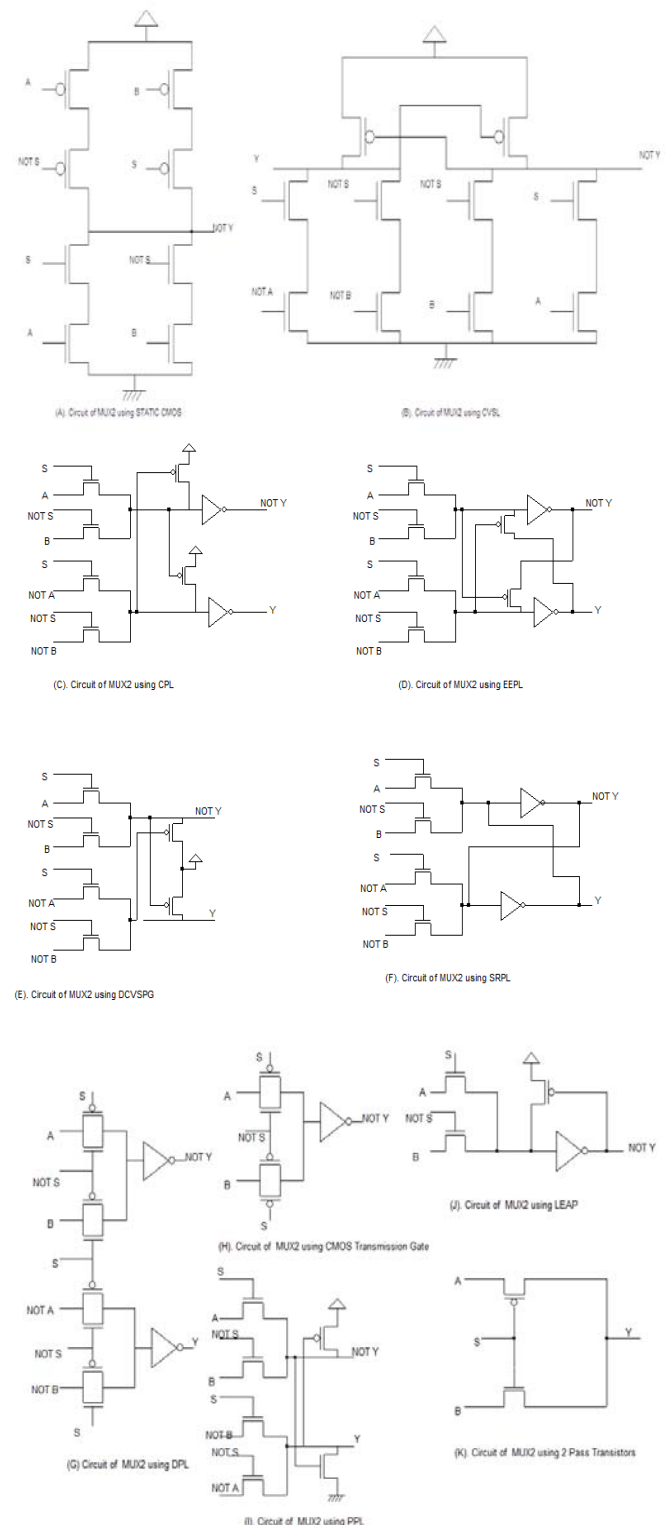 A
B
NOT S
S
NOT Y
S
NOT S
A
B
(A). Circuit of MUX2 using STATIC CMOS
Y
NOT Y
S
NOT S
NOT S
S
NOT A
NOT B
B
A
(B). Circuit of MUX2 using CVSL
S
A
NOT S
B
S
NOT A
NOT S
NOT B
NOT Y
Y
(C). Circuit of MUX2 using CPL
S
A
NOT S
B
S
NOT A
NOT S
NOT B
NOT Y
Y
(D). Circuit of MUX2 using EEPL
S
A
NOT S
B
S
NOT A
NOT S
NOT B
NOT Y
Y
(E). Circuit of MUX2 using DCVSPG
S
A
NOT S
B
S
NOT A
NOT S
NOT B
NOT Y
Y
(F). Circuit of MUX2 using SRPL
S
A
NOT S
B
S
NOT A
NOT S
NOT B
S
NOT Y
Y
(G) Circuit of MUX2 using DPL
S
A
NOT S
B
S
NOT Y
(H). Circuit of MUX2 using CMOS Transmission Gate
S
A
NOT S
B
NOT Y
(J). Circuit of MUX2 using LEAP
S
A
NOT S
B
S
NOT B
NOT S
NOT A
NOT Y
Y
(I). Circuit of MUX2 using PPL
A
S
B
Y
(K). Circuit of MUX2 using 2 Pass Transistors